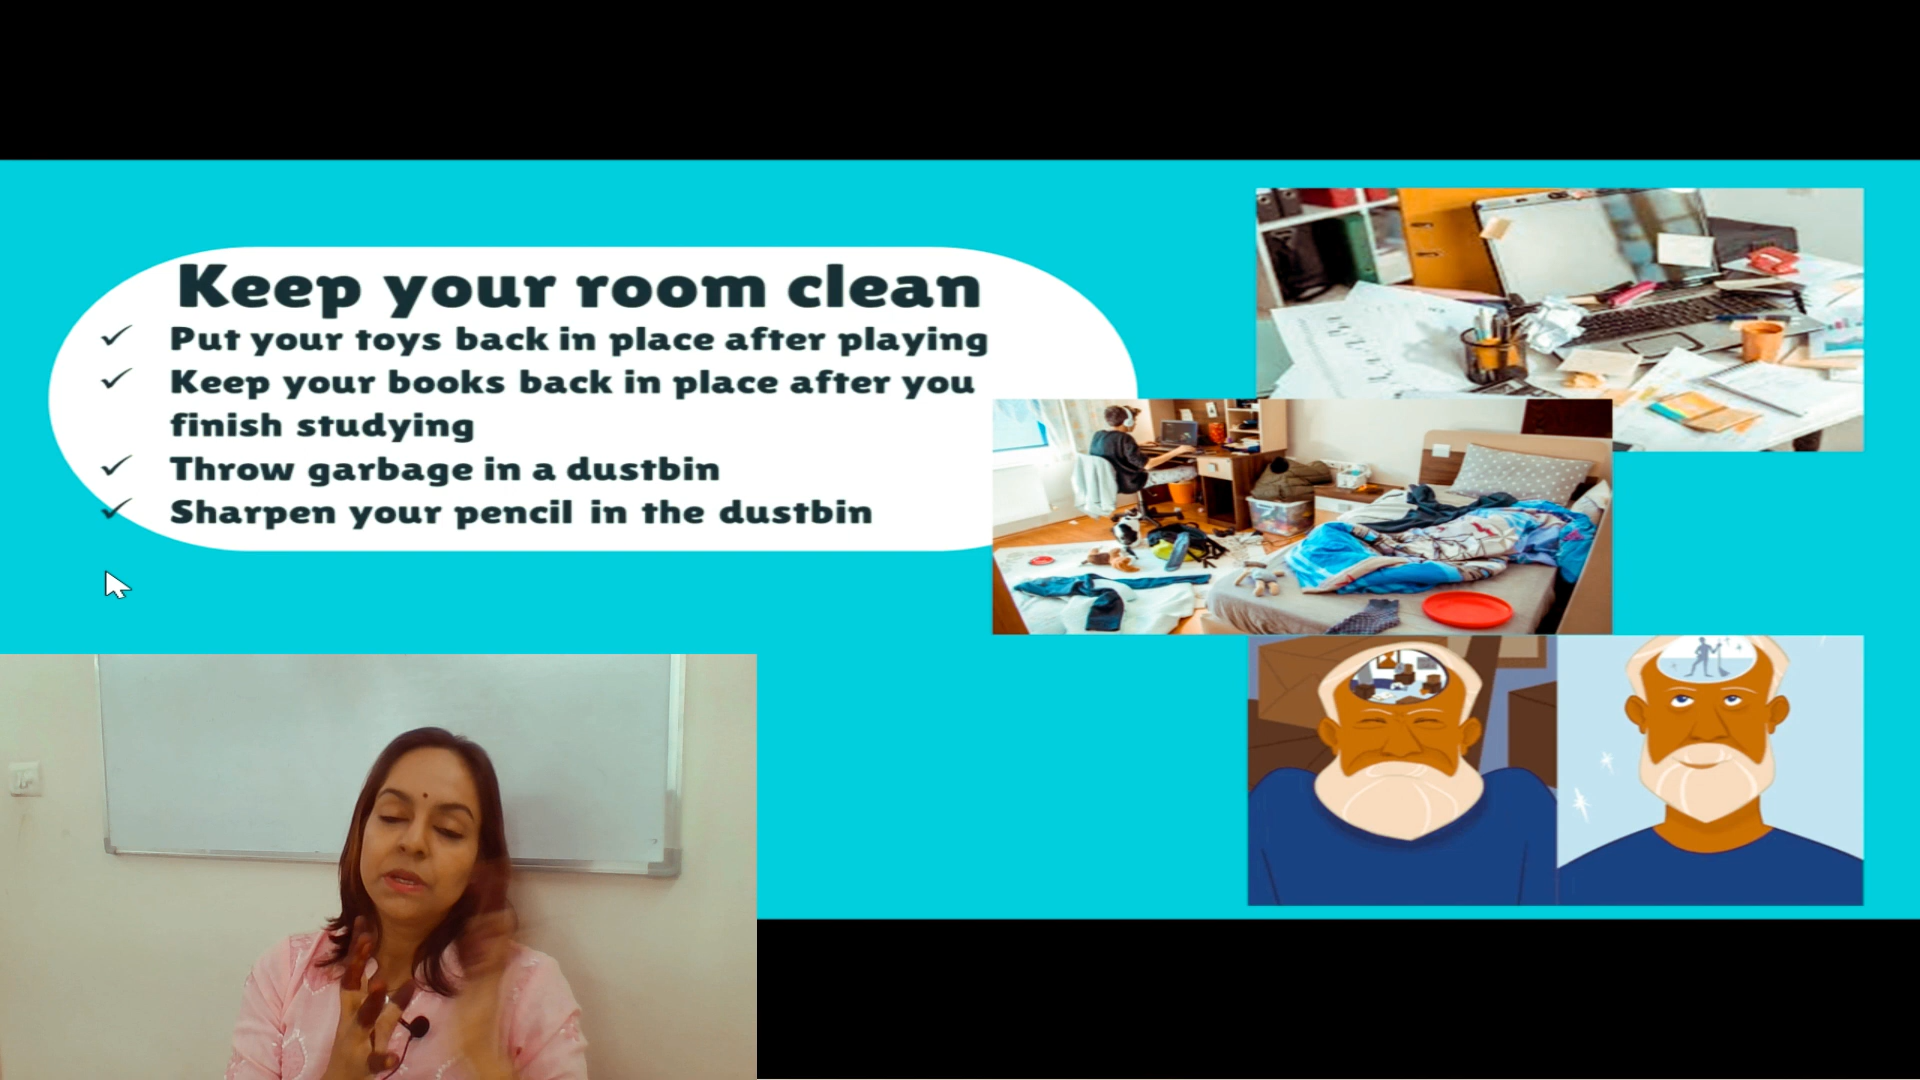 Keep your room clean
Put your toys back in place after playing
Keep your books back in place after you
finish studying
Throw garbage in a dustbin
Sharpen your pencil in the dustbin